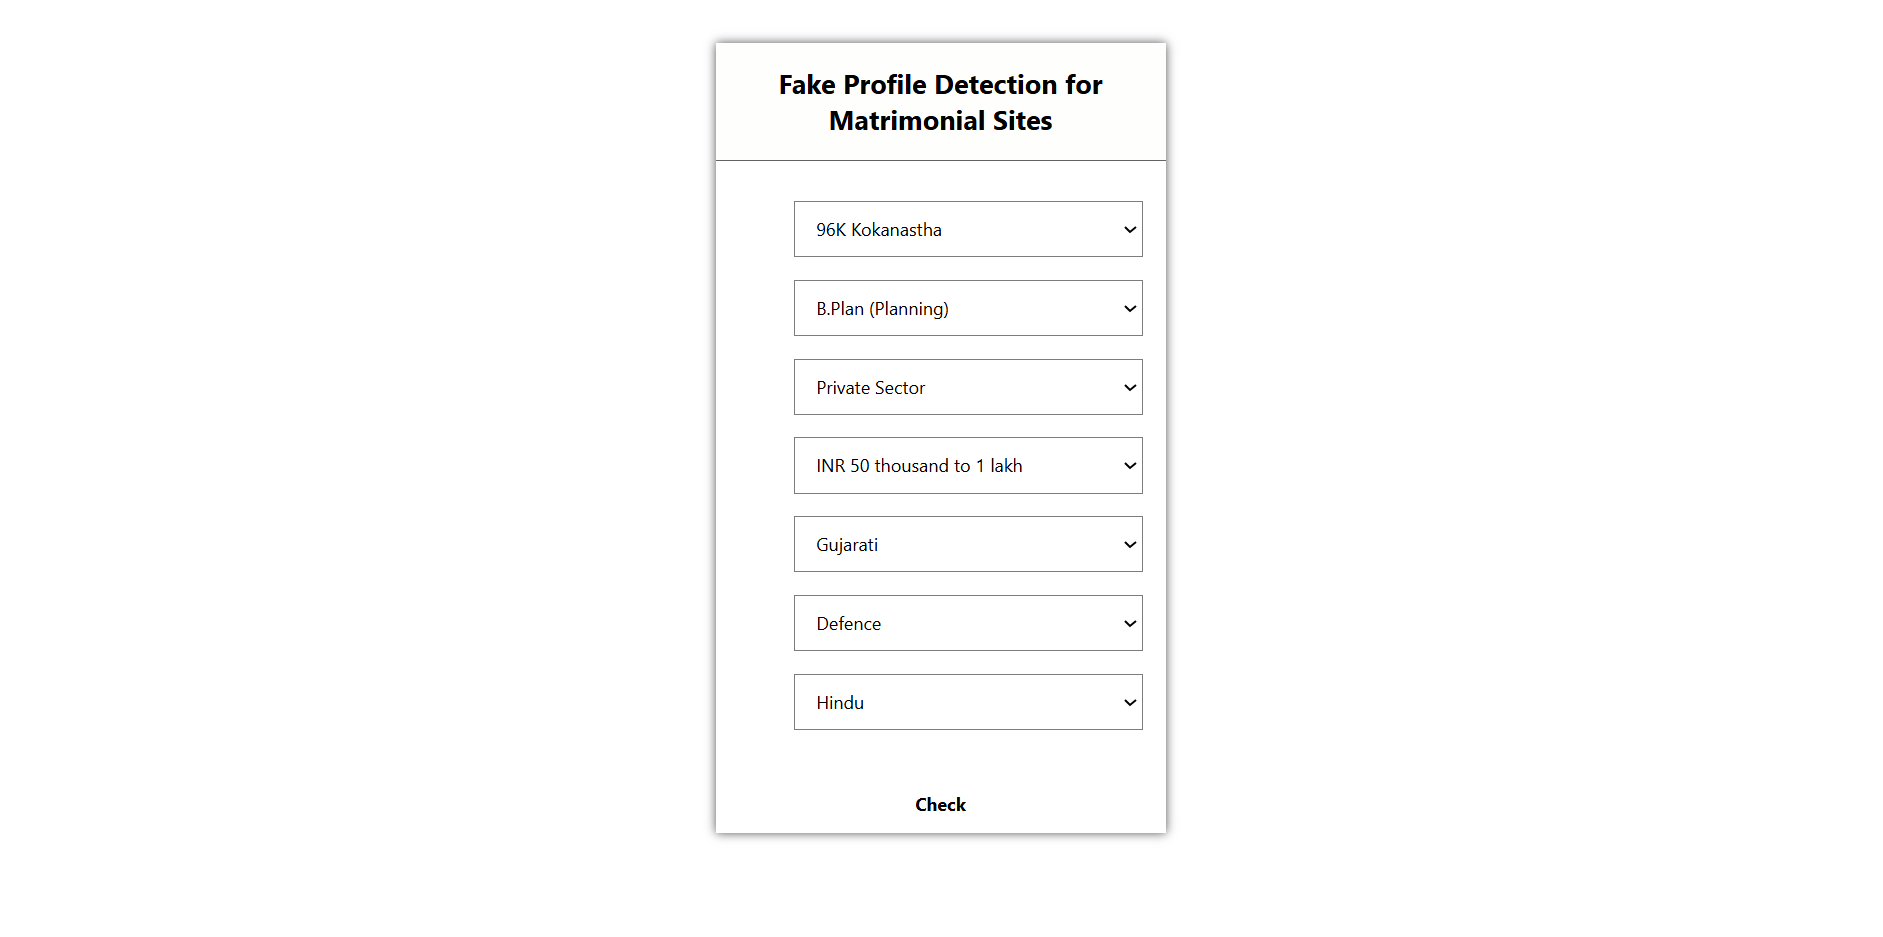 Fake Profile Detection for
Matrimonial Sites
96K Kokanastha
B.Plan (Planning)
Private Sector
INR 50 thousand to 1 lakh
Gujarati
Defence
Hindu
Check